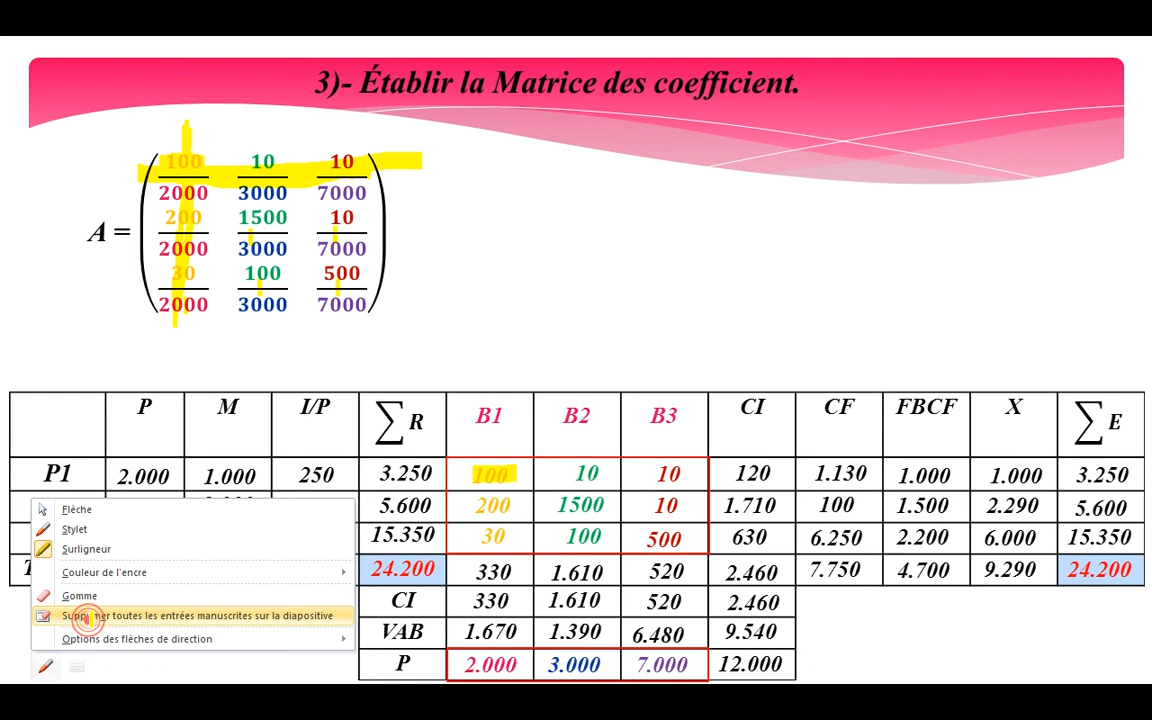 3)- Établir la Matrice des coefficient.
100 10 10
2000 3000 7000
200 1500 10
A =
2000 3000 7000
30 100 500
2000 3000 7000
P M I/P ∑ R B1 B2 B3 CI CF FBCF X ∑ E
P1 2.000 1.000 250 3.250 100 10 10 120 1.130 1.000 1.000 3.250
5.600 200 1500 10 1.710 100 1.500 2.290 5.600
15.350 30 100 500 630 6.250 2.200 6.000 15.350
24.200 330 1.610 520 2.460 7.750 4.700 9.290 24.200
CI 330 1.610 520 2.460
VAB 1.670 1.390 6.480 9.540
P 2.000 3.000 7.000 12.000
Flèche
Stylet
Surligneur
Couleur de l'encre
Gomme
Supprimer toutes les entrées manuscrites sur la diapositive
Options des flèches de direction